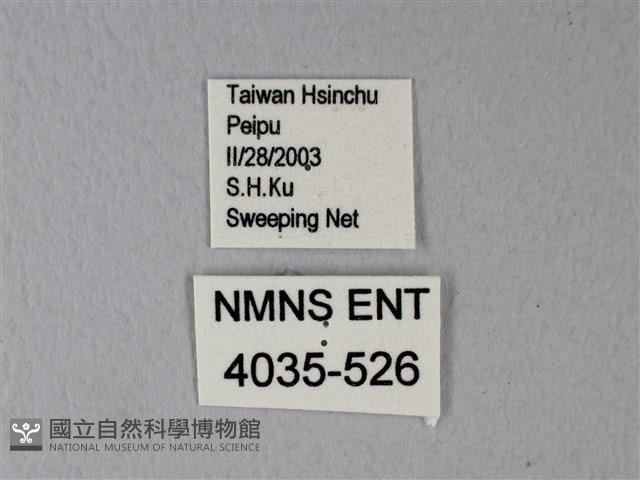 Taiwan Hsinchu
Peipu
II/28/2003
S.H.Ku
Sweeping Net
NMNS ENT
4035-526
國立自然科學博物館
NATIONAL MUSEUM OF NATURAL SCIENCE